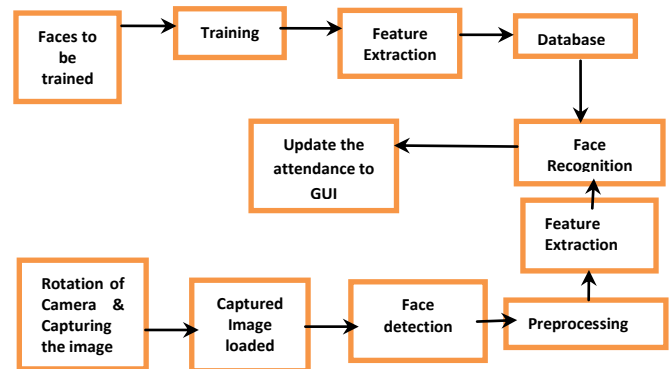 Faces to
be
trained
Training
Feature
Extraction
Database
Update the
attendance to
GUI
Face
Recognition
Feature
Extraction
Rotation of
Camera &
Capturing
the image
Captured
Image
loaded
Face
detection
Preprocessing